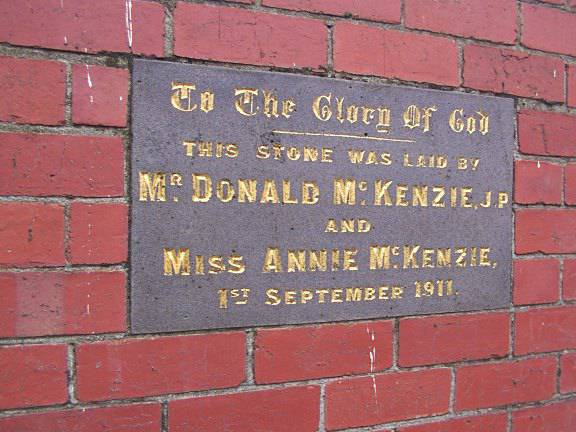 To The Glory Of God
THIS STONE WAS LAID BY
MR. DONALD McKENZIE, J.P
AND
MISS ANNIE McKENZIE,
1ST SEPTEMBER 1911.